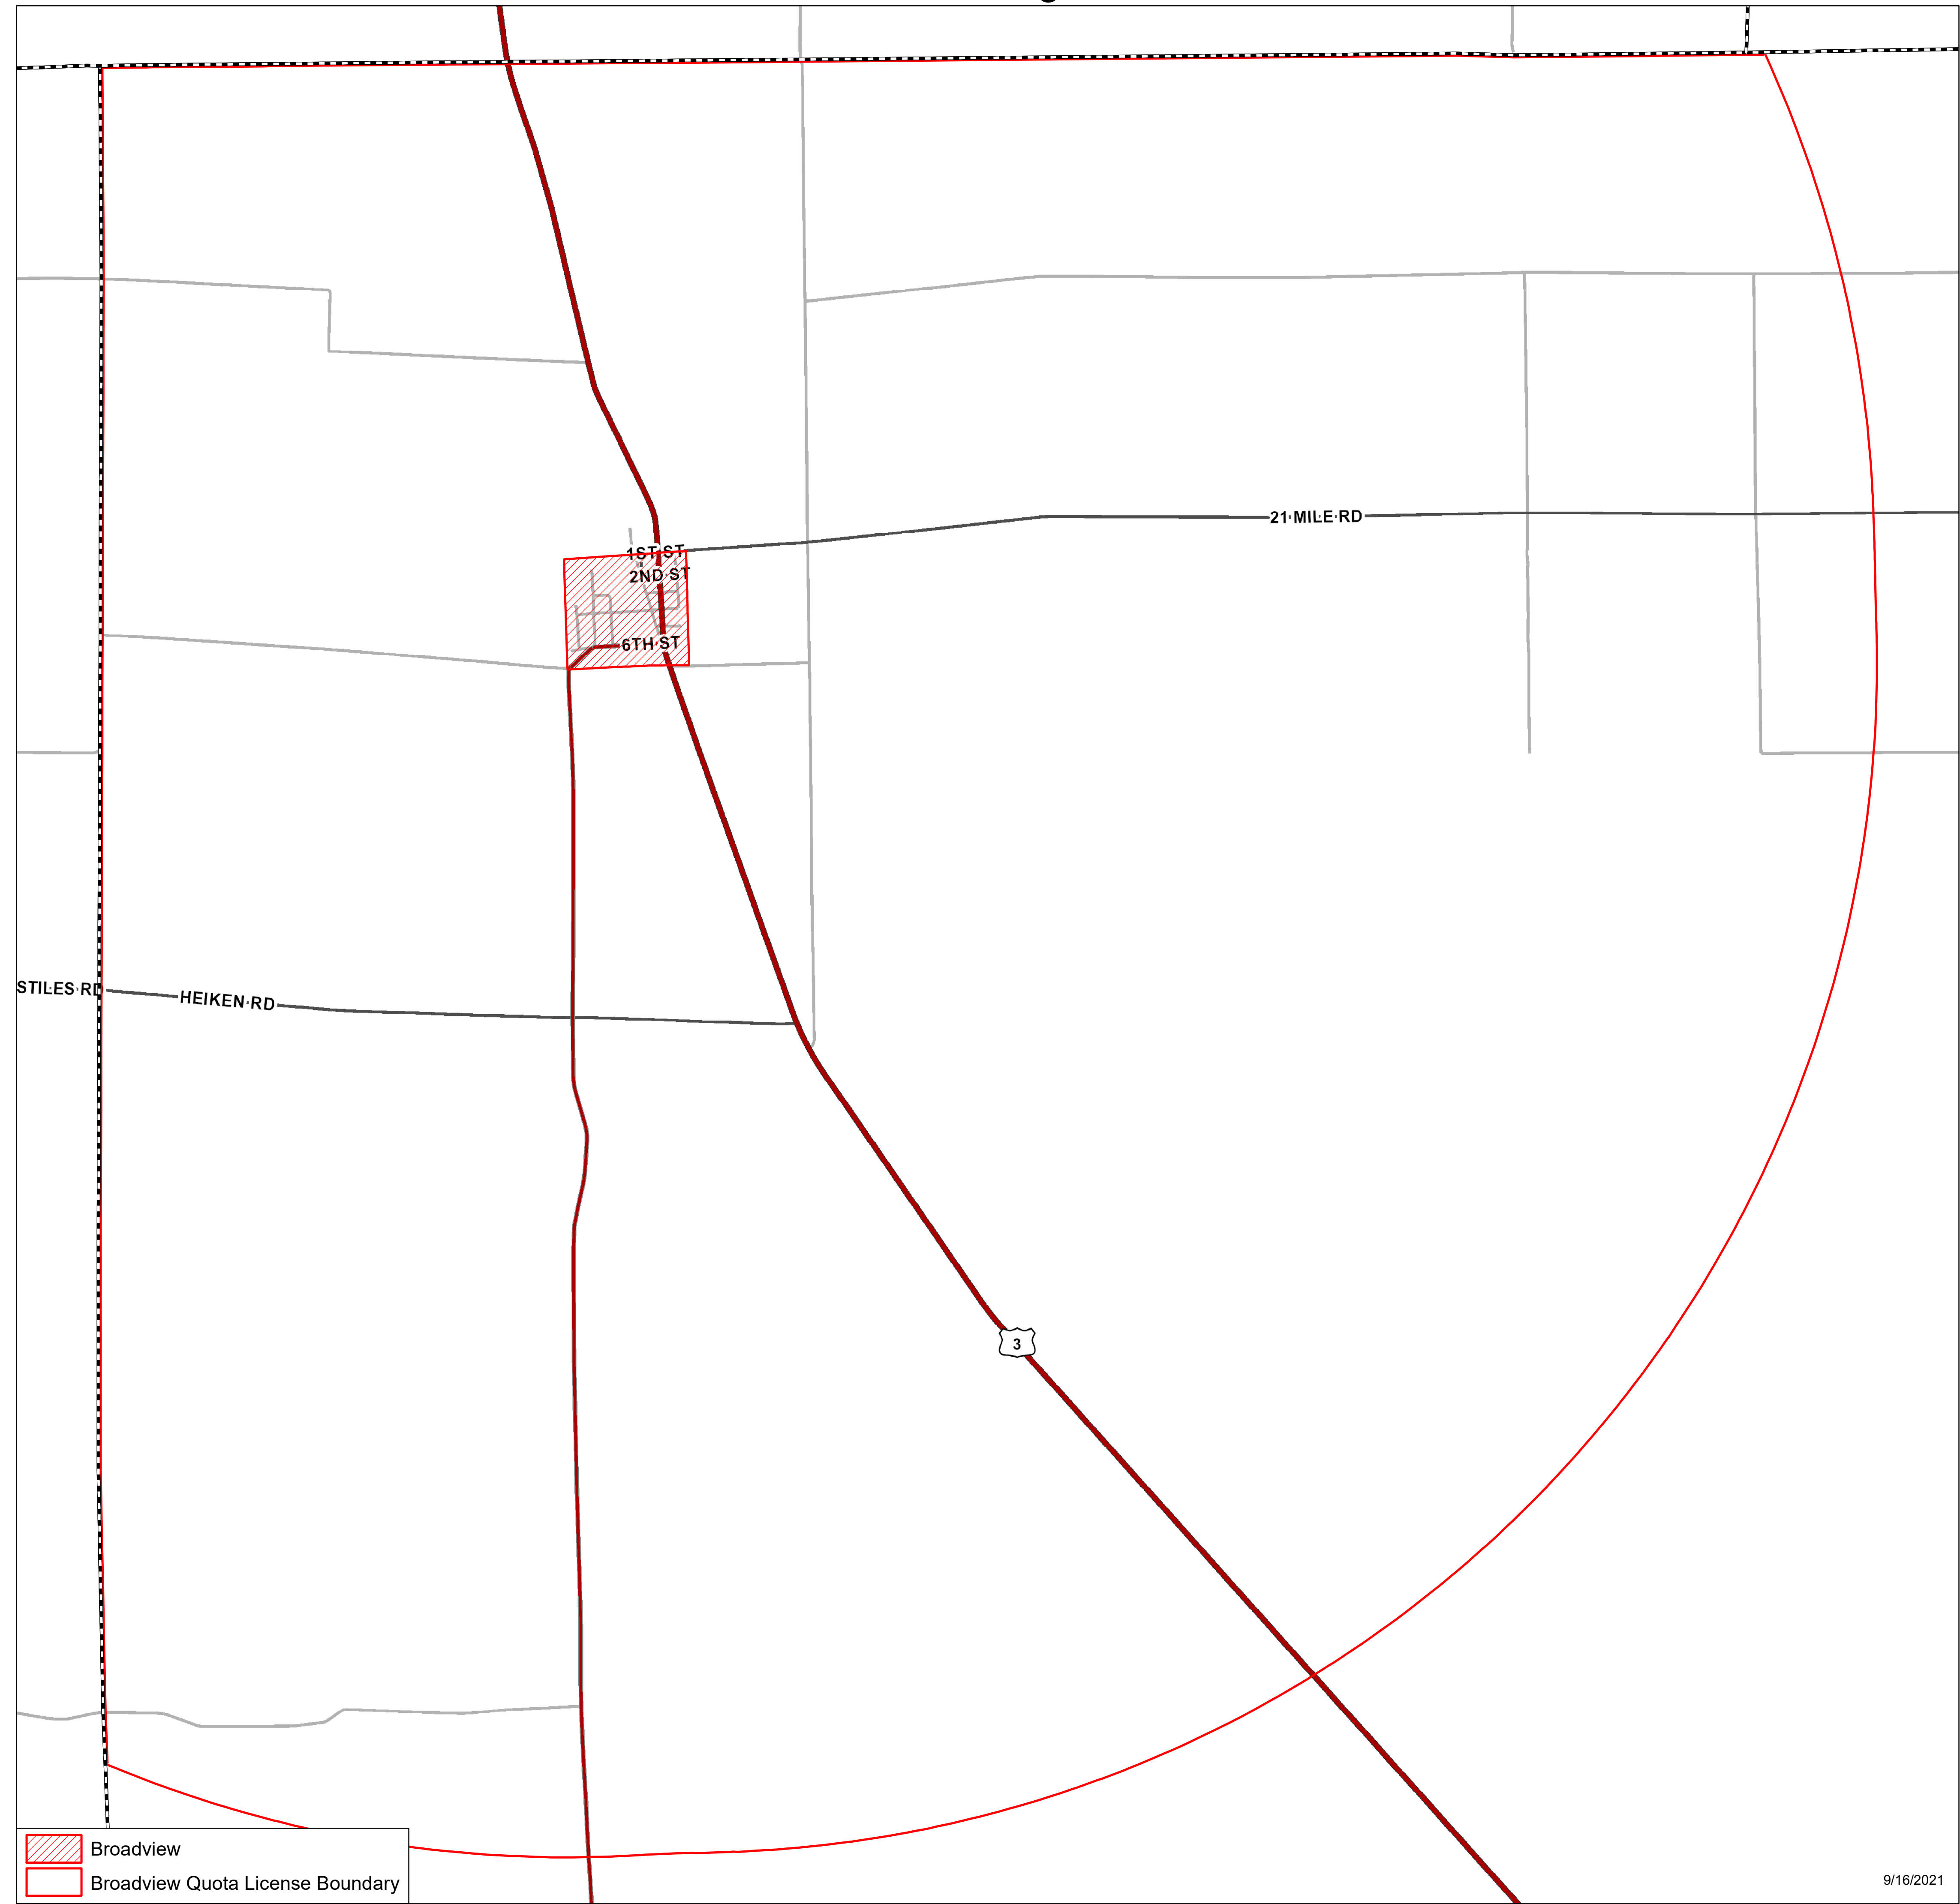 21 MILE RD
1ST ST
2ND ST
6TH ST
STILES RD
HEIKEN RD
3
Broadview
Broadview Quota License Boundary
9/16/2021